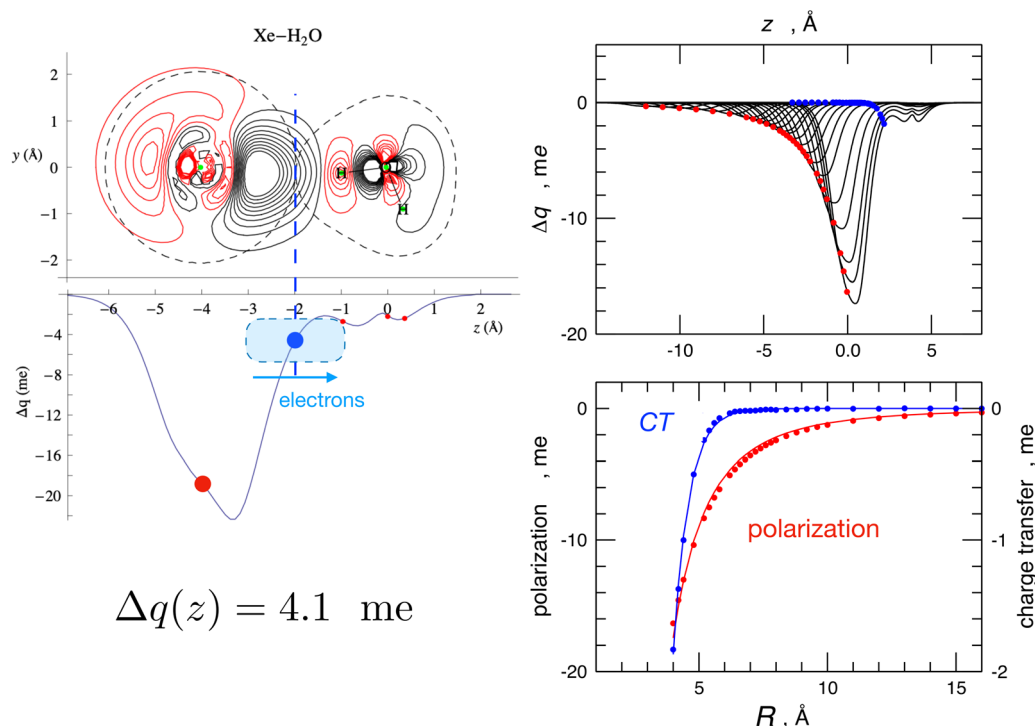 Xe−H₂O
2
1
y (Å) 0
−1
−2
H
H
−6 −5 −4 −3 −2 −1 0 1 2
z (Å)
−4
−8
−12
−16
−20
Δq (me)
electrons
Δq(z) = 4.1 me
z , Å
0
-10
-20
Δq , me
-10 -5 0.0 5
0
-10
-20
polarization , me
CT
polarization
0
-1
-2
charge transfer, me
5 10 15
R , Å